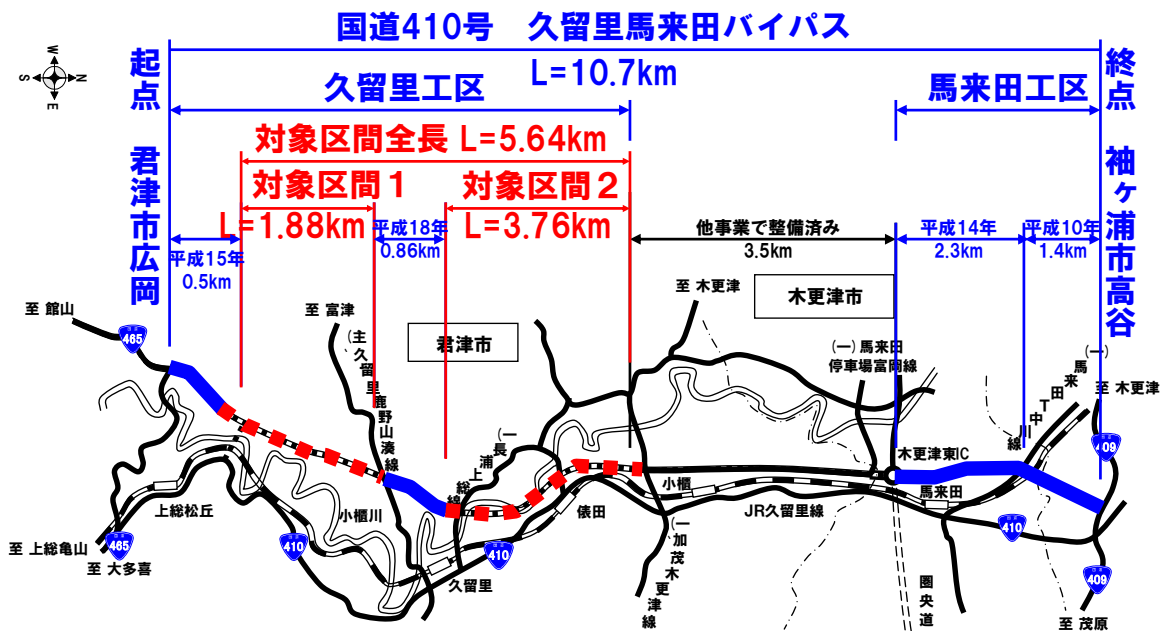 国道410号　久留里馬来田バイパス
L=10.7km
起点　君津市広岡
終点　袖ヶ浦市高谷
W
S
N
E
久留里工区
馬来田工区
対象区間全長 L=5.64km
対象区間１
L=1.88km
対象区間２
L=3.76km
平成15年
0.5km
平成18年
0.86km
他事業で整備済み
3.5km
平成14年
2.3km
平成10年
1.4km
至 館山
465
至 富津
(主)久留里鹿野山湊線
君津市
至 木更津
木更津市
(一)馬来田
停車場富岡線
(一)馬来田中川線
至 木更津
409
木更津東IC
(一)長浦上総線
上総松丘
小櫃川
俵田
小櫃
JR久留里線
馬来田
至 上総亀山
465
至 大多喜
410
410
久留里
(一)加茂木更津線
圏央道
410
409
至 茂原